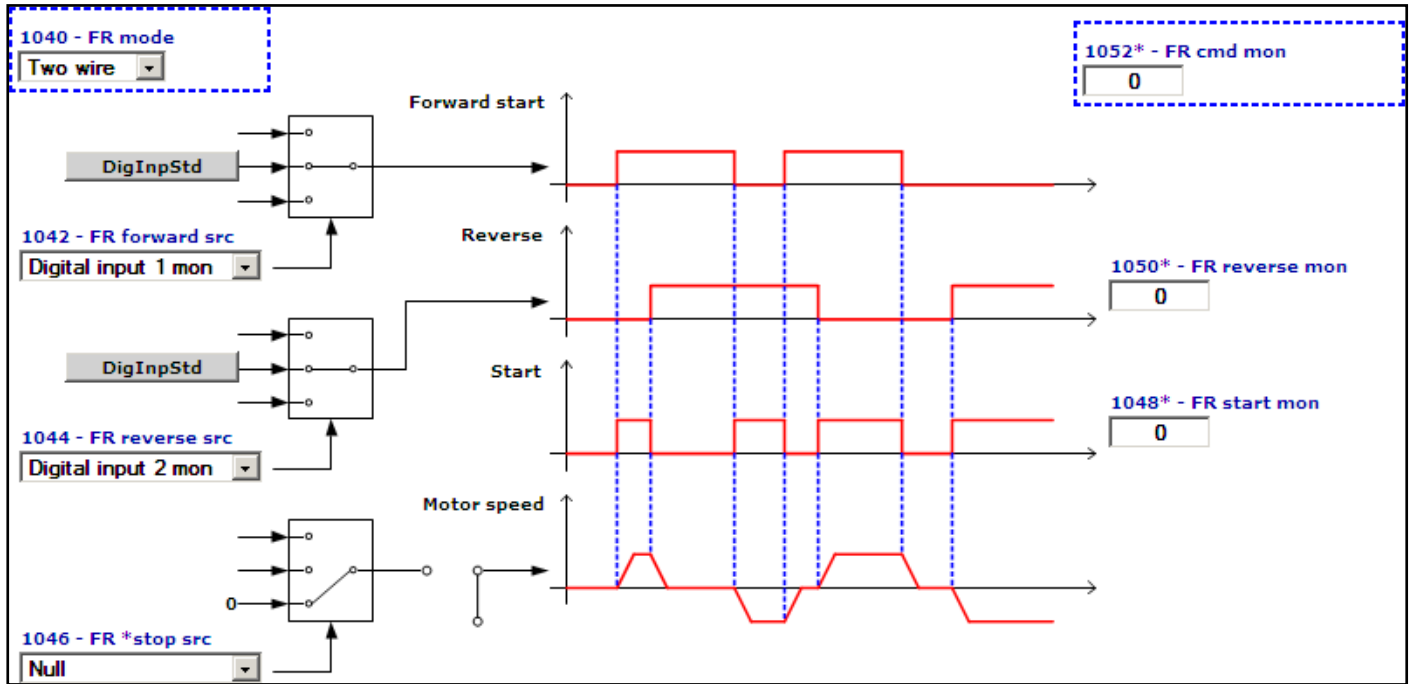 1040 - FR mode
Two wire
1052* - FR cmd mon
0
Forward start
DigInpStd
1042 - FR forward src
Digital input 1 mon
Reverse
1050* - FR reverse mon
0
DigInpStd
Start
1048* - FR start mon
0
1044 - FR reverse src
Digital input 2 mon
Motor speed
0
1046 - FR *stop src
Null